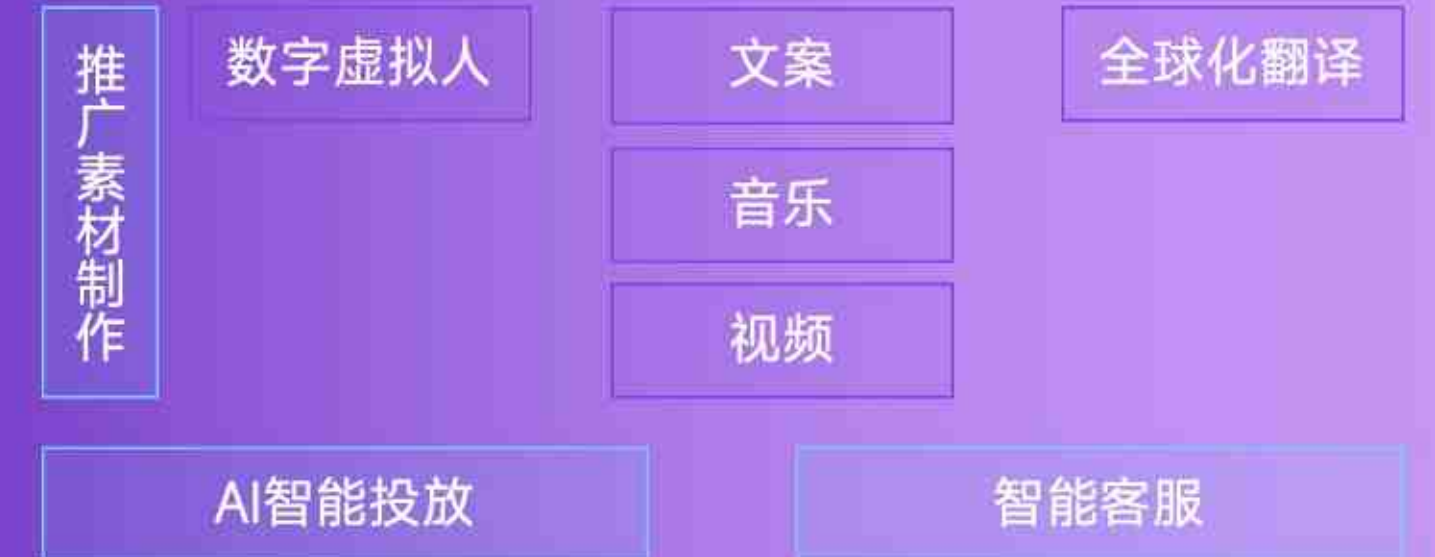 推广素材制作
数字虚拟人
文案
全球化翻译
音乐
视频
AI智能投放
智能客服